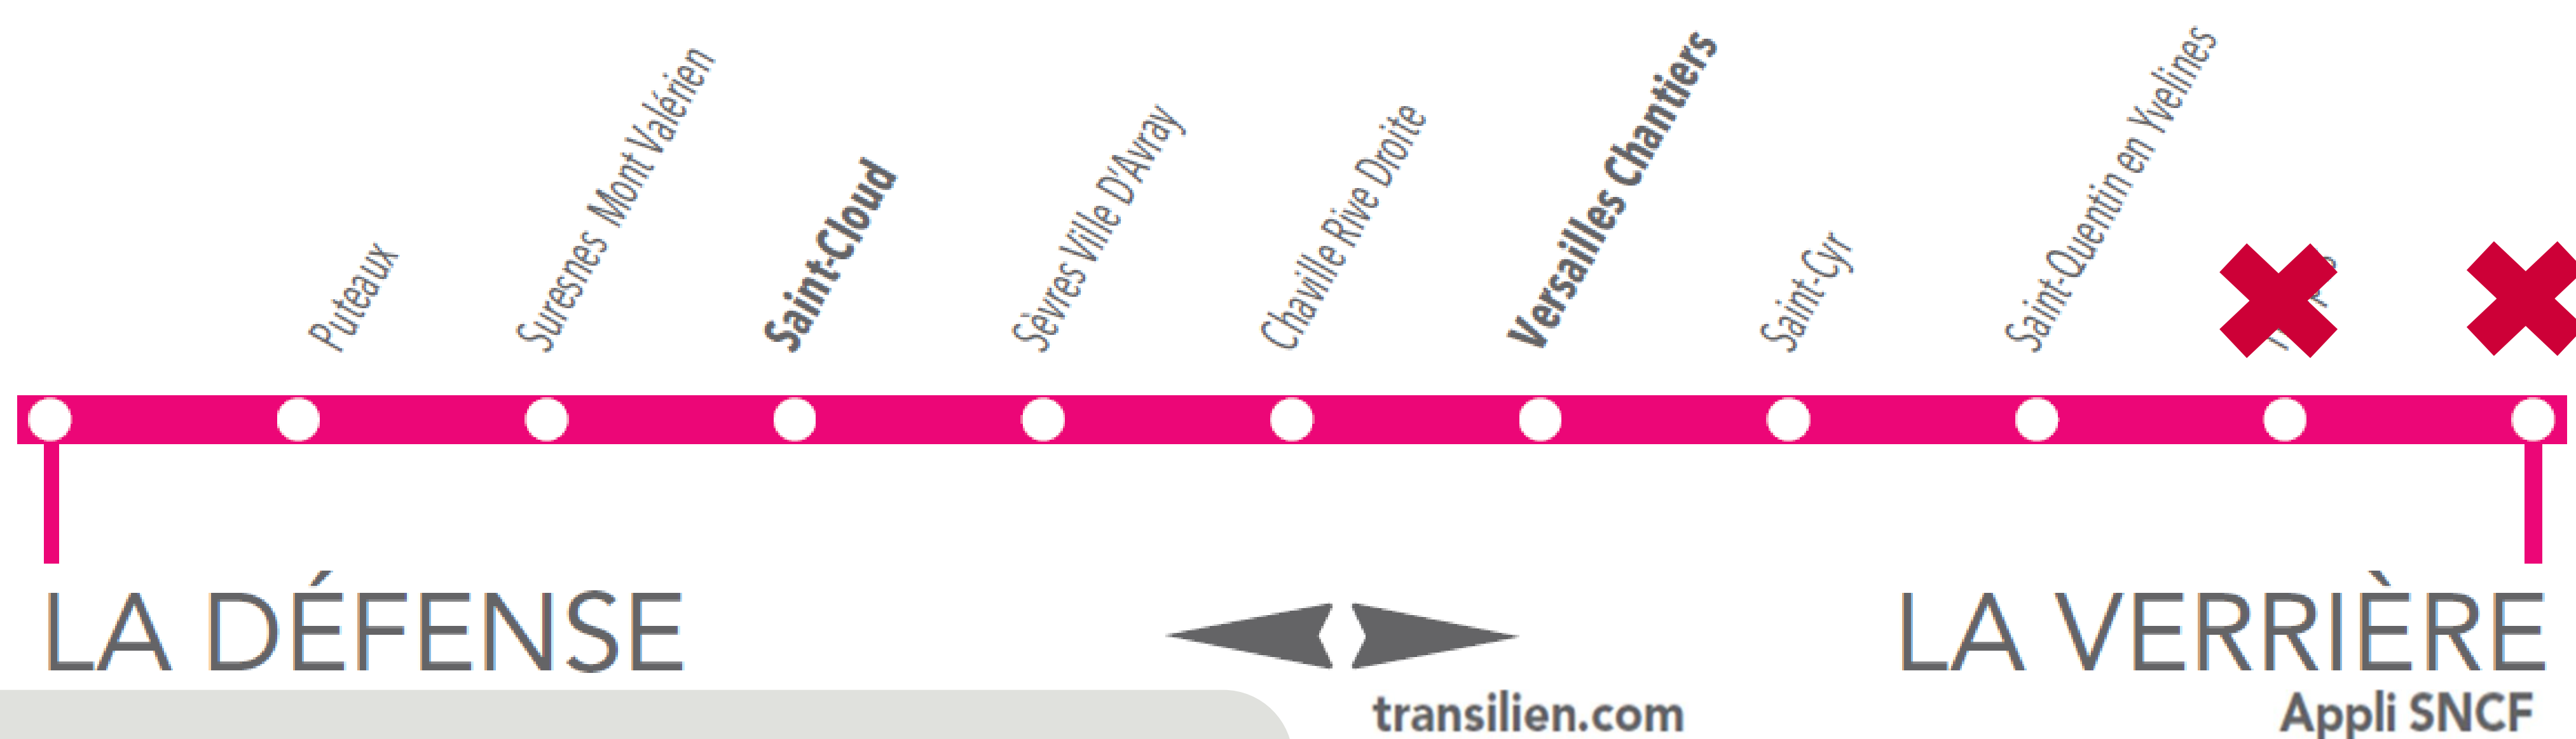 Puteaux
Suresnes Mont Valérien
Saint-Cloud
Sèvres Ville D'Avray
Chaville Rive Droite
Versailles Chantiers
Saint-Cyr
Saint-Quentin en Yvelines
LA DÉFENSE
LA VERRIÈRE
transilien.com
Appli SNCF